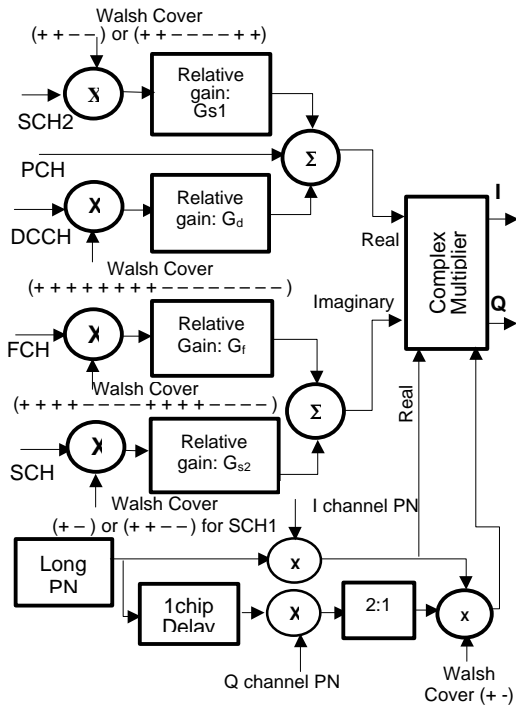 Walsh Cover
(+ + – –) or (+ + – – – – + +)
X
Relative
gain:
Gs1
SCH2
Σ
PCH
X
Relative
gain: Gd
DCCH
Walsh Cover
(+ + + + + + + + – – – – – – – –)
Real
Complex
Multiplier
I
Q
Imaginary
X
Relative
Gain: Gf
FCH
Walsh Cover
(+ + + + – – – – + + + + – – – –)
Σ
Real
X
Relative
gain: Gs2
SCH
Walsh Cover
(+ –) or (+ + – –) for SCH1
I channel PN
Long
PN
x
1chip
Delay
X
2:1
x
Q channel PN
Walsh
Cover (+ -)